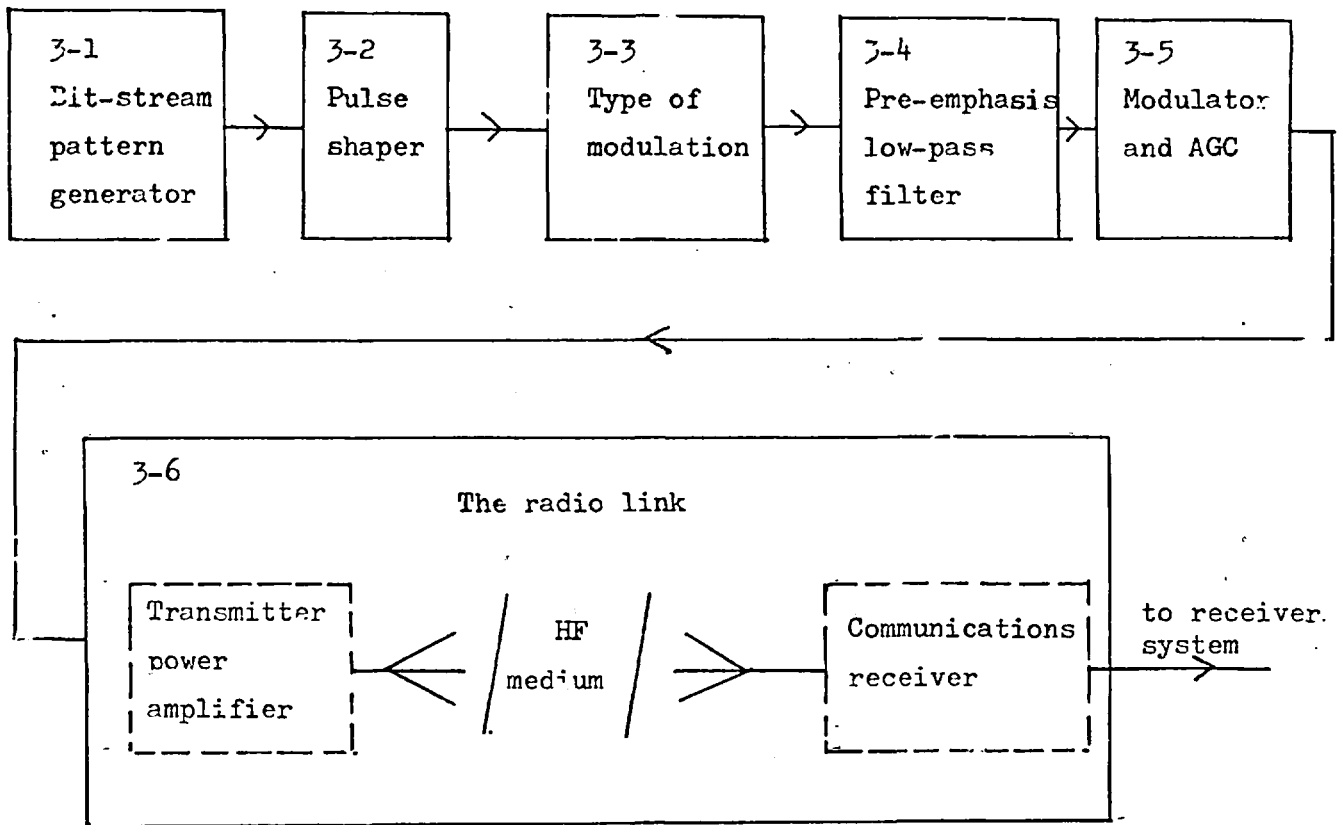 3-1
Bit-stream
pattern
generator
3-2
Pulse
shaper
3-3
Type of
modulation
3-4
Pre-emphasis
low-pass
filter
3-5
Modulator
and AGC
3-6
The radio link
Transmitter
power
amplifier
HF
medium
Communications
receiver
to receiver.
system